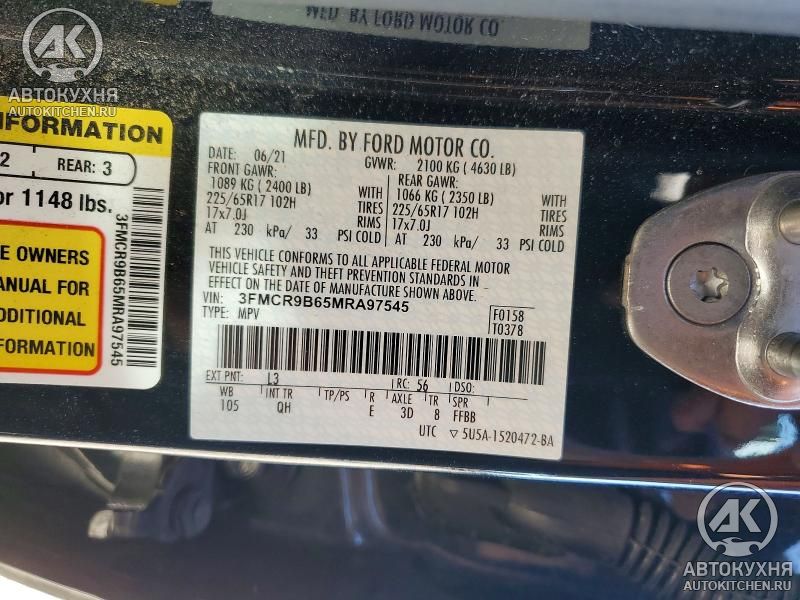 MFD. BY FORD MOTOR CO.
AK
АВТОКУХНЯ
AUTOKITCHEN.RU
INFORMATION
2 REAR: 3
or 1148 lbs.
E OWNERS
ANUAL FOR
DDITIONAL
FORMATION
3FMCR9B65MRA97545
MFD. BY FORD MOTOR CO.
DATE: 06/21 GVWR: 2100 KG ( 4630 LB)
FRONT GAWR: REAR GAWR:
1089 KG ( 2400 LB) WITH 1066 KG ( 2350 LB) WITH
225/65R17 102H TIRES 225/65R17 102H TIRES
17x7.0J RIMS 17x7.0J RIMS
AT 230 kPa/ 33 PSI COLD AT 230 kPa/ 33 PSI COLD
THIS VEHICLE CONFORMS TO ALL APPLICABLE FEDERAL MOTOR
VEHICLE SAFETY AND THEFT PREVENTION STANDARDS IN
EFFECT ON THE DATE OF MANUFACTURE SHOWN ABOVE.
VIN: 3FMCR9B65MRA97545 F0158
TYPE: MPV T0378
EXT PNT: L3 RC: 56 DSO:
WB INT TR TP/PS R AXLE TR SPR
105 QH E 3D 8 FFBB
UTC ▽ 5U5A-1520472-BA
AK
АВТОКУХНЯ
AUTOKITCHEN.RU